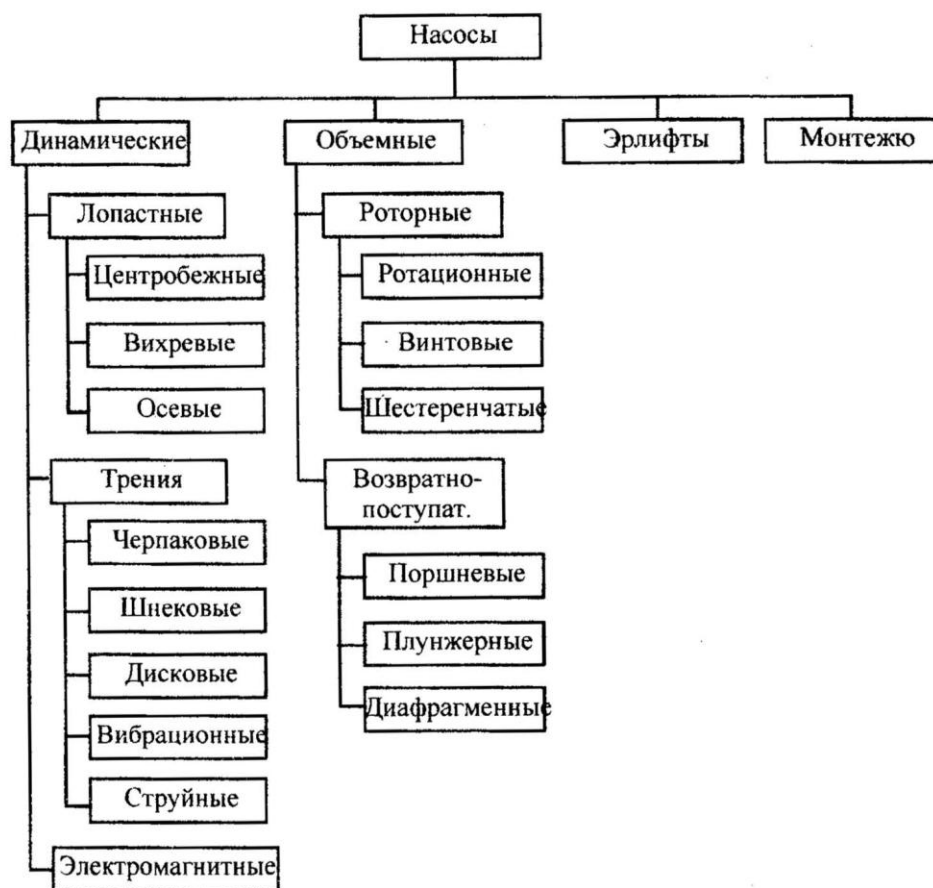 Насосы
Динамические
Объемные
Эрлифты
Монтежю
Лопастные
Центробежные
Вихревые
Осевые
Трения
Черпаковые
Шнековые
Дисковые
Вибрационные
Струйные
Электромагнитные
Роторные
Ротационные
Винтовые
Шестеренчатые
Возвратно-
поступат.
Поршневые
Плунжерные
Диафрагменные